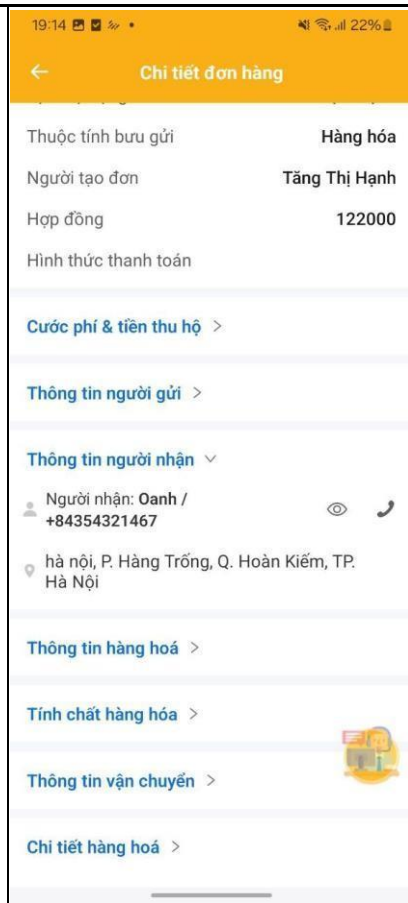 19:14
22%
Chi tiết đơn hàng
Thuộc tính bưu gửi Hàng hóa
Người tạo đơn Tăng Thị Hạnh
Hợp đồng 122000
Hình thức thanh toán
Cước phí & tiền thu hộ >
Thông tin người gửi >
Thông tin người nhận
Người nhận: Oanh /
+84354321467
hà nội, P. Hàng Trống, Q. Hoàn Kiếm, TP.
Hà Nội
Thông tin hàng hoá >
Tính chất hàng hóa >
Thông tin vận chuyển >
Chi tiết hàng hoá >